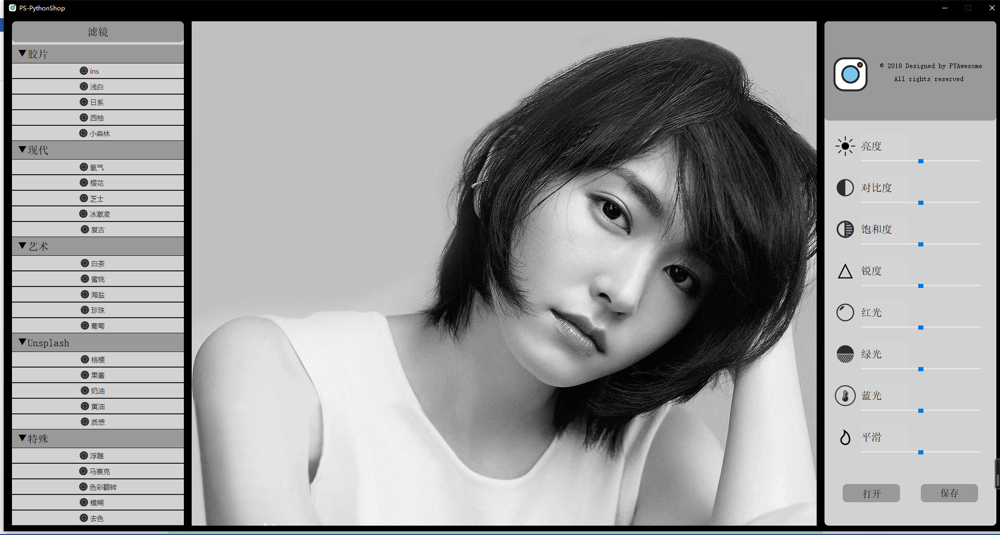 PS-PythonShop
滤镜
▼胶片
ins
浅白
日系
西柚
小森林
▼现代
氧气
樱花
芝士
冰激凌
复古
▼艺术
白茶
蜜桃
海盐
珍珠
葡萄
▼Unsplash
桔梗
果酱
奶油
黄油
质感
▼特殊
浮雕
马赛克
色彩翻转
模糊
去色
© 2018 Designed by PYAwesome
All rights reserved
亮度
对比度
饱和度
锐度
红光
绿光
蓝光
平滑
打开
保存